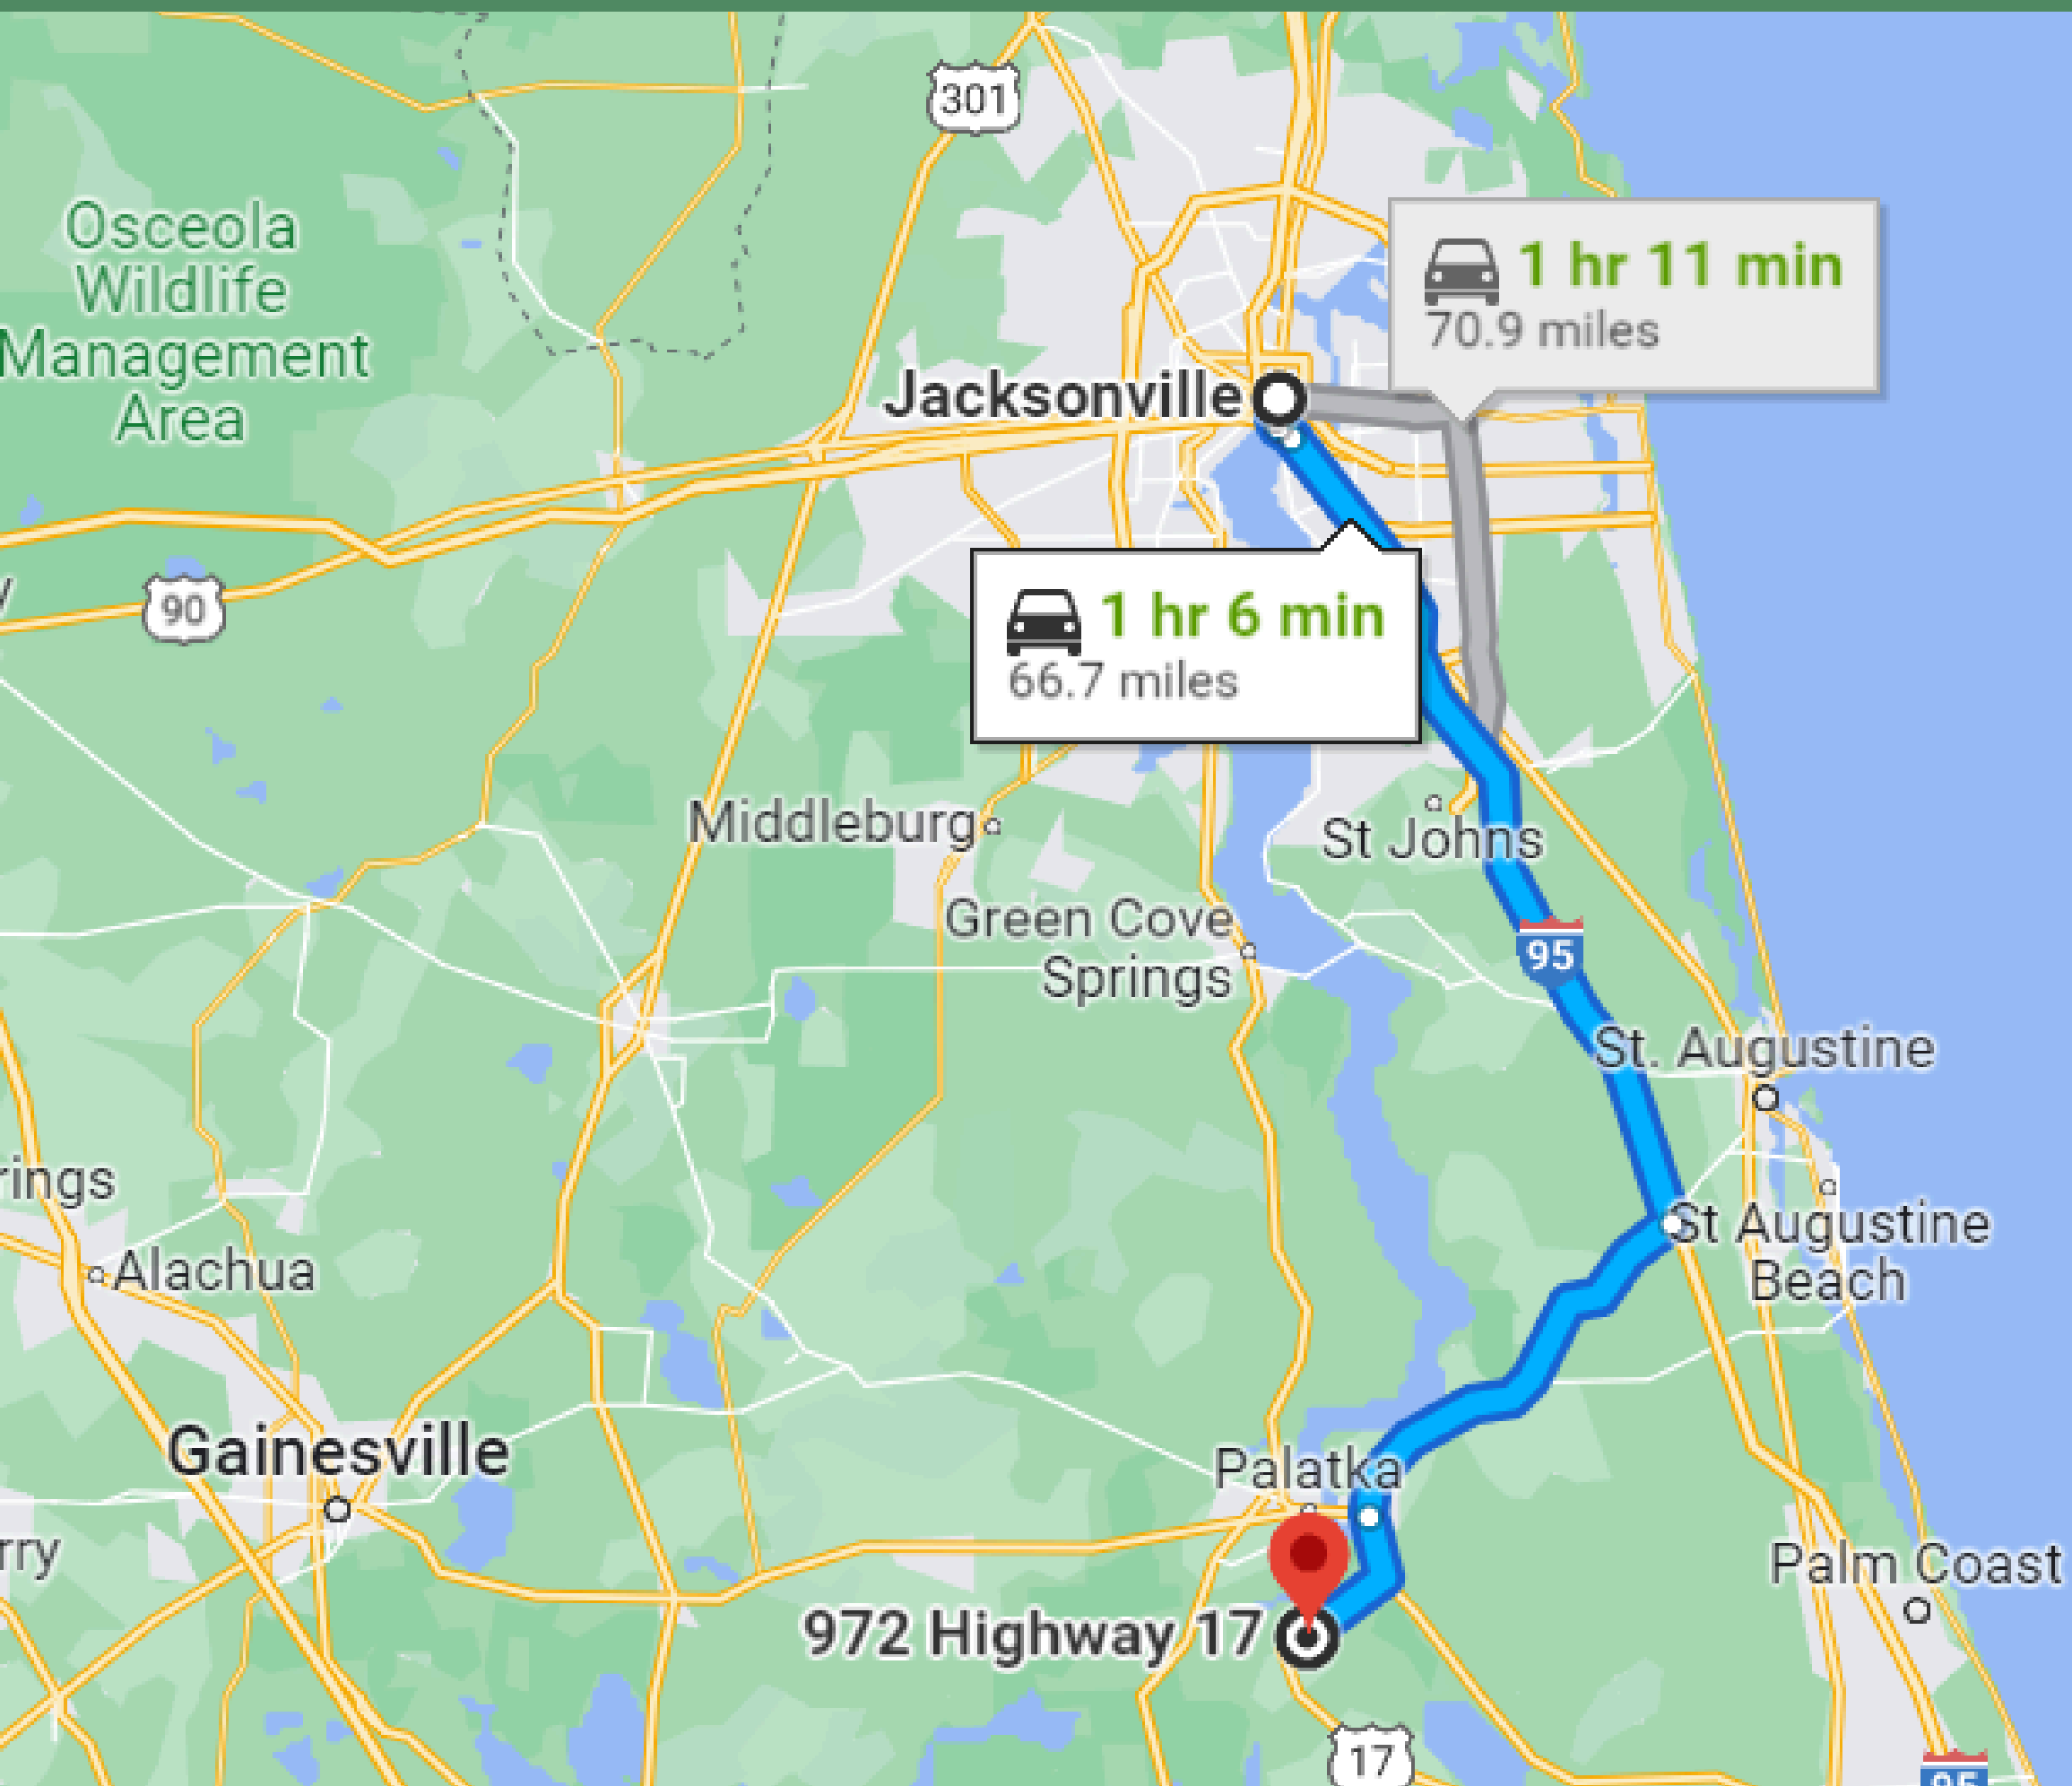 301
Osceola
Wildlife
Management
Area
1 hr 11 min
70.9 miles
Jacksonville
90
1 hr 6 min
66.7 miles
Middleburg
St Johns
Green Cove
Springs
95
St. Augustine
rings
St Augustine
Beach
Alachua
Gainesville
Palatka
rry
Palm Coast
972 Highway 17
17
95